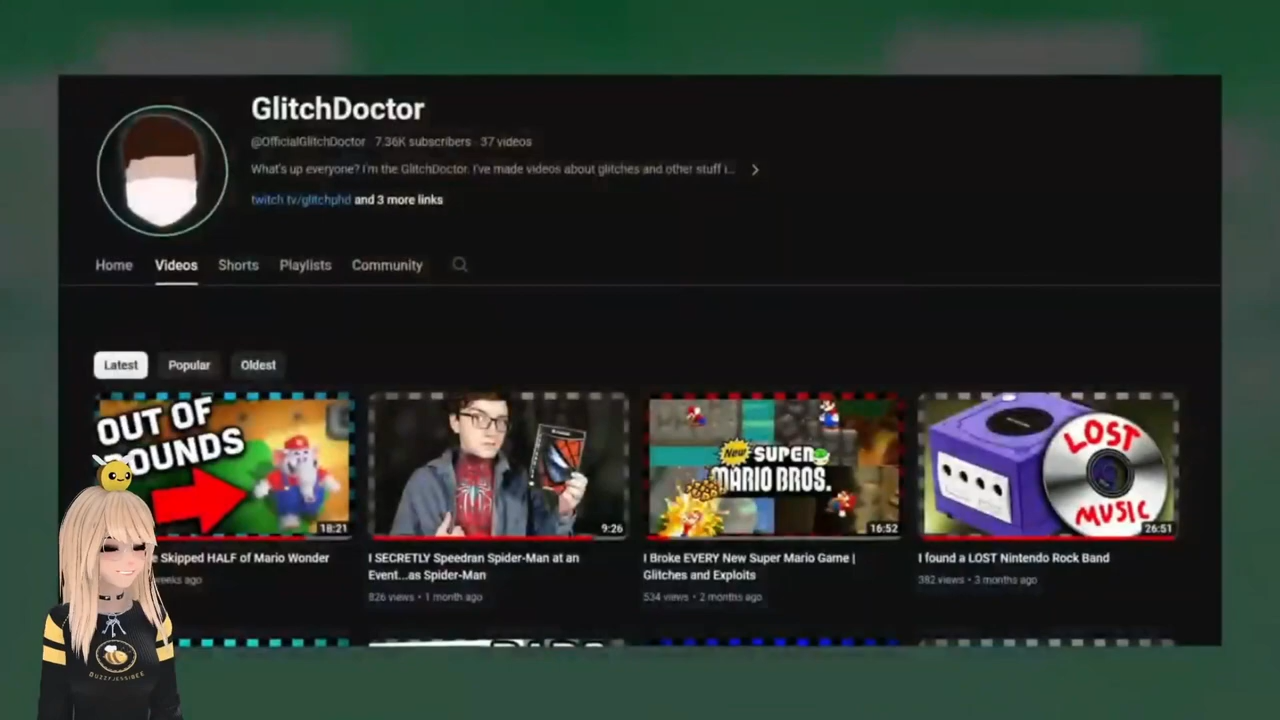 GlitchDoctor
@OfficialGlitchDoctor 7.36K subscribers 37 videos
What's up everyone? I'm the GlitchDoctor. I've made videos about glitches and other stuff i...
twitch.tv/glitchphd and 3 more links
Home Videos Shorts Playlists Community
Latest Popular Oldest
OUT OF
OUNDS
18:21
9:26
New SUPER
MARIO BROS.
16:52
LOST
MUSIC
26:51
e Skipped HALF of Mario Wonder
eeks ago
I SECRETLY Speedran Spider-Man at an
Event...as Spider-Man
826 views • 1 month ago
I Broke EVERY New Super Mario Game |
Glitches and Exploits
534 views • 2 months ago
I found a LOST Nintendo Rock Band
382 views • 3 months ago
BUZZYJESSIBEE